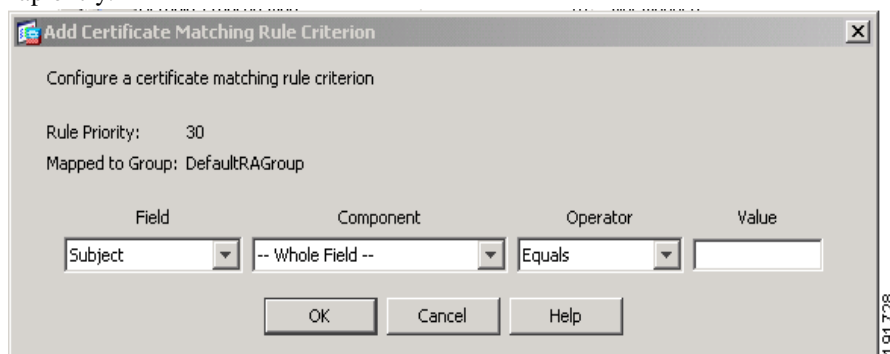 Add Certificate Matching Rule Criterion
Configure a certificate matching rule criterion
Rule Priority: 30
Mapped to Group: DefaultRAGroup
Field Component Operator Value
Subject -- Whole Field -- Equals
OK Cancel Help
191728